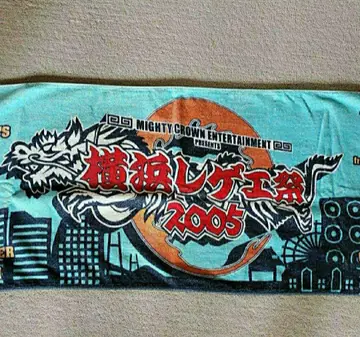 MIGHTY CROWN ENTERTAINMENT
PRESENTS
横浜レゲエ祭
2005